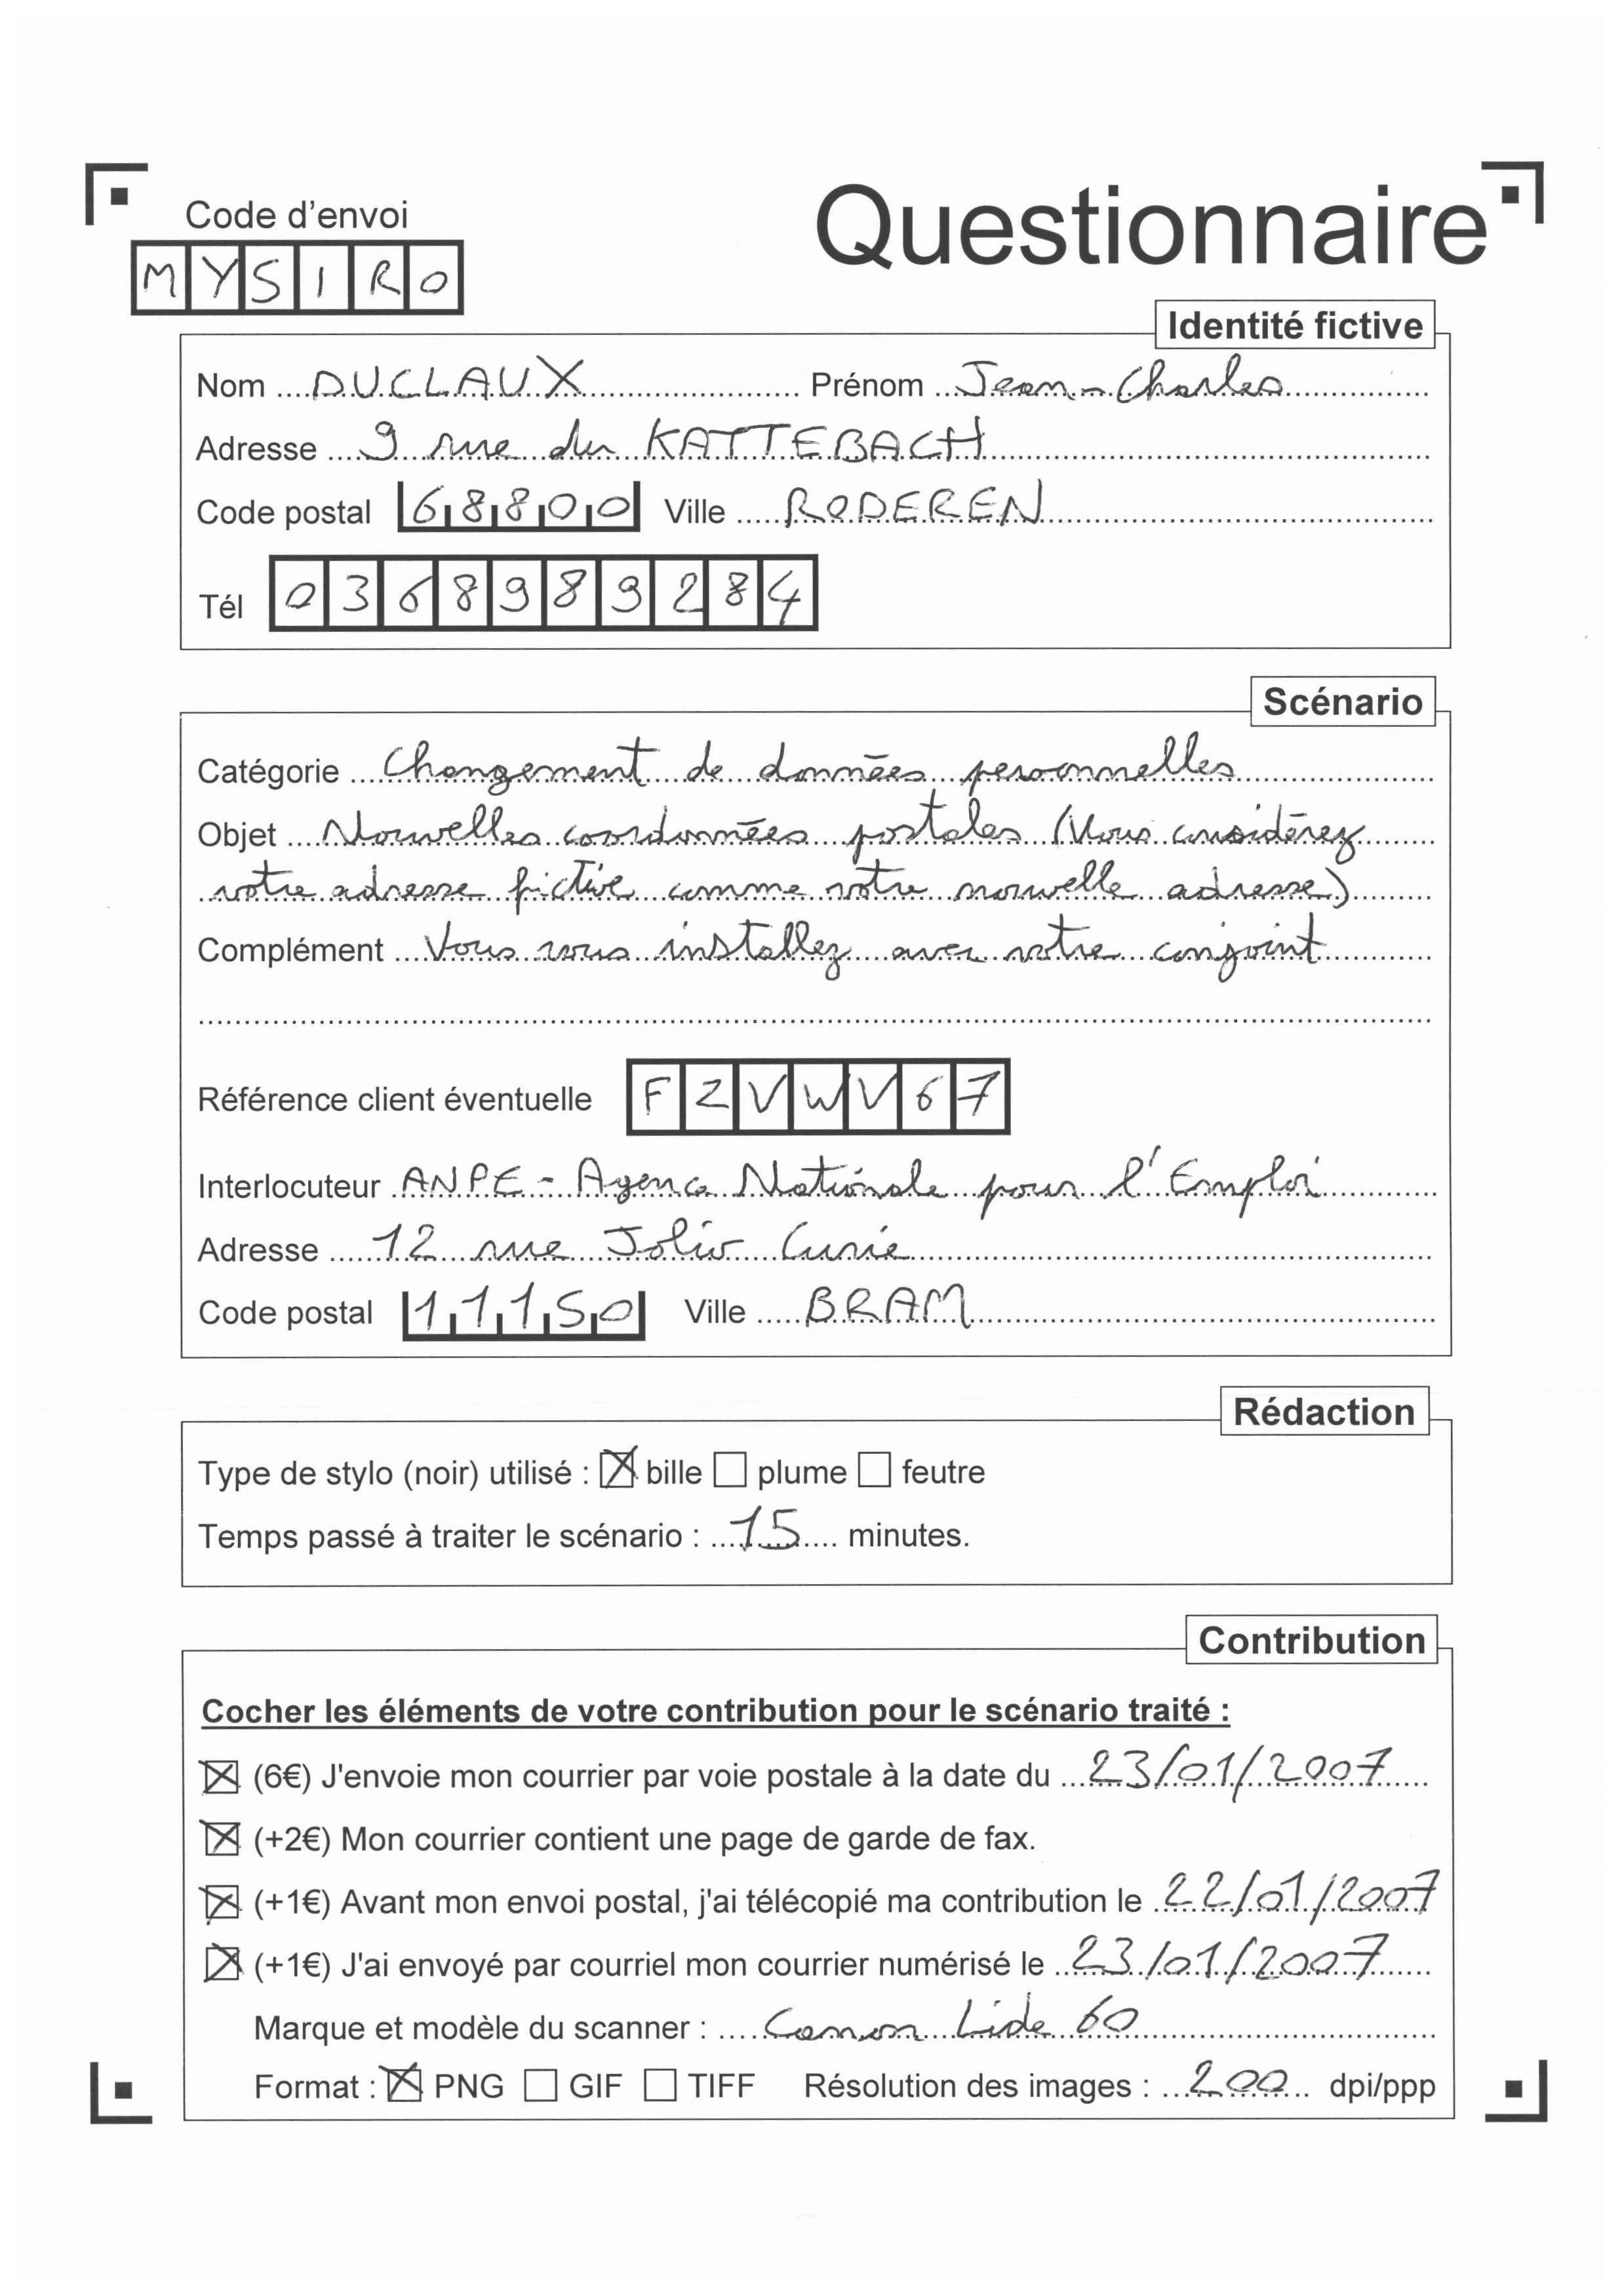 Code d'envoi
Questionnaire
MYSIRO
Identité fictive
Nom DUCLAUX Prénom Jean-Charles
Adresse 9 rue du KATTEBACH
Code postal 68800 Ville RODEREN
Tél 0368989284
Scénario
Catégorie Changement de données personnelles
Objet Nouvelles coordonnées postales (Vous considérez
votre adresse fictive comme votre nouvelle adresse)
Complément Vous vous installez avec votre conjoint
Référence client éventuelle FZVWV67
Interlocuteur ANPE - Agence Nationale pour l'Emploi
Adresse 12 rue Joliot Curie
Code postal 11150 Ville BRAM
Rédaction
Type de stylo (noir) utilisé : ☒ bille ☐ plume ☐ feutre
Temps passé à traiter le scénario : 15 minutes.
Contribution
Cocher les éléments de votre contribution pour le scénario traité :
☒ (6€) J'envoie mon courrier par voie postale à la date du 23/01/2007
☒ (+2€) Mon courrier contient une page de garde de fax.
☒ (+1€) Avant mon envoi postal, j'ai télécopié ma contribution le 22/01/2007
☒ (+1€) J'ai envoyé par courriel mon courrier numérisé le 23/01/2007
Marque et modèle du scanner : Canon Lide 60
Format : ☒ PNG ☐ GIF ☐ TIFF Résolution des images : 200 dpi/ppp